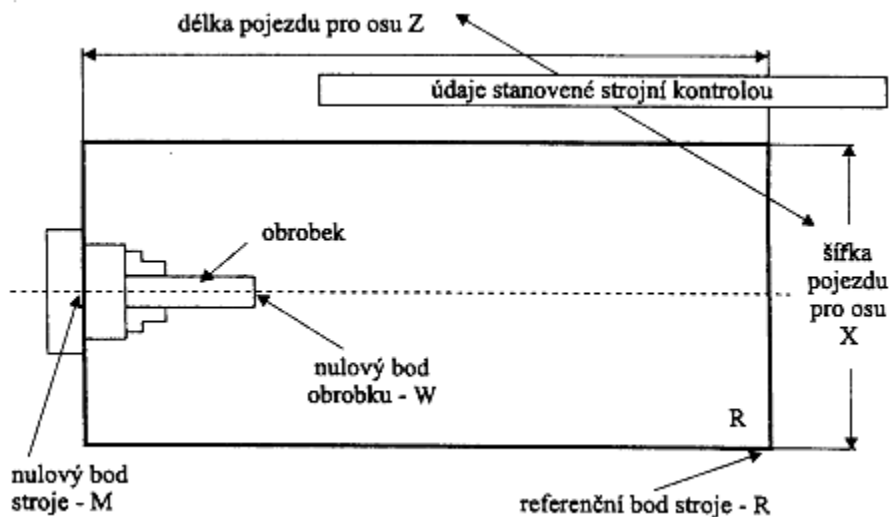 délka pojezdu pro osu Z
údaje stanovené strojní kontrolou
obrobek
šířka
pojezdu
pro osu
X
nulový bod
obrobku - W
R
nulový bod
stroje - M
referenční bod stroje - R